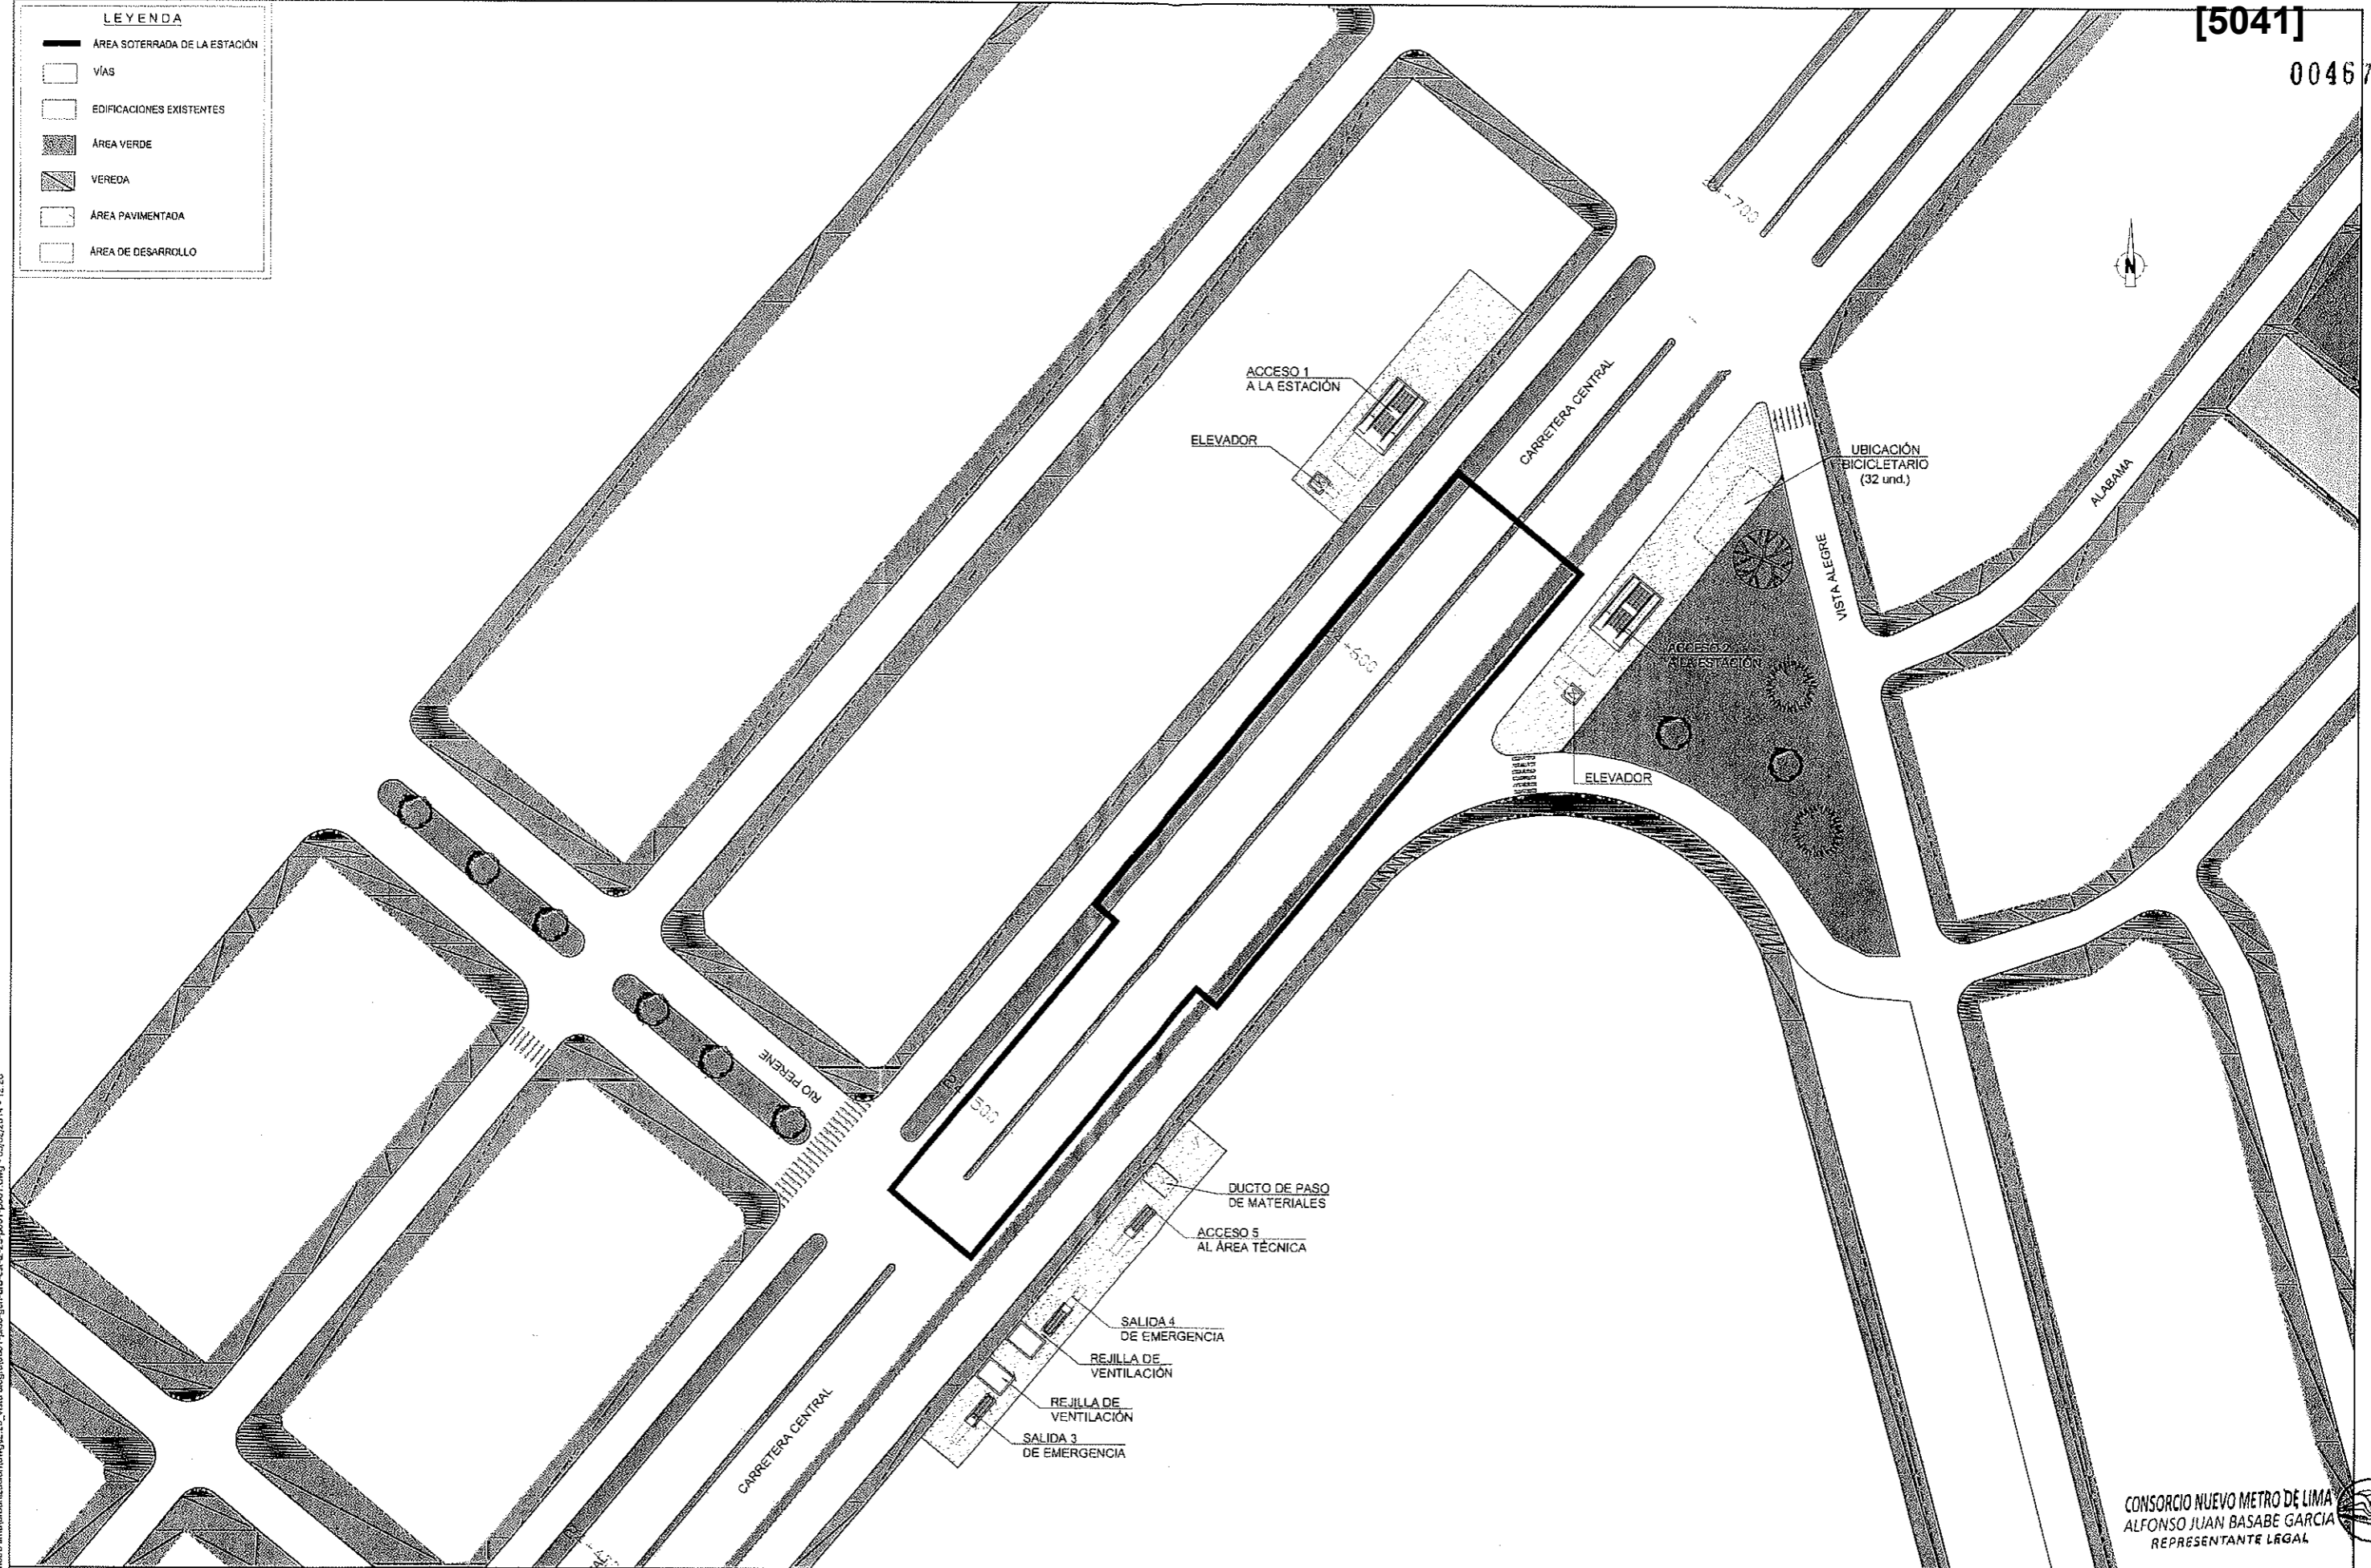 [5041]
00467
LEYENDA
ÁREA SOTERRADA DE LA ESTACIÓN
VÍAS
EDIFICACIONES EXISTENTES
ÁREA VERDE
VEREDA
ÁREA PAVIMENTADA
ÁREA DE DESARROLLO
N
+700
ACCESO 1
A LA ESTACIÓN
ELEVADOR
CARRETERA CENTRAL
UBICACIÓN
BICICLETARIO
(32 und.)
ALABAMA
VISTA ALEGRE
+600
ACCESO 2
A LA ESTACIÓN
ELEVADOR
RIO PERENE
500
DUCTO DE PASO
DE MATERIALES
ACCESO 5
AL ÁREA TÉCNICA
SALIDA 4
DE EMERGENCIA
REJILLA DE
VENTILACIÓN
REJILLA DE
VENTILACIÓN
SALIDA 3
DE EMERGENCIA
CARRETERA CENTRAL
CONSORCIO NUEVO METRO DE LIMA
ALFONSO JUAN BASABE GARCIA
REPRESENTANTE LEGAL